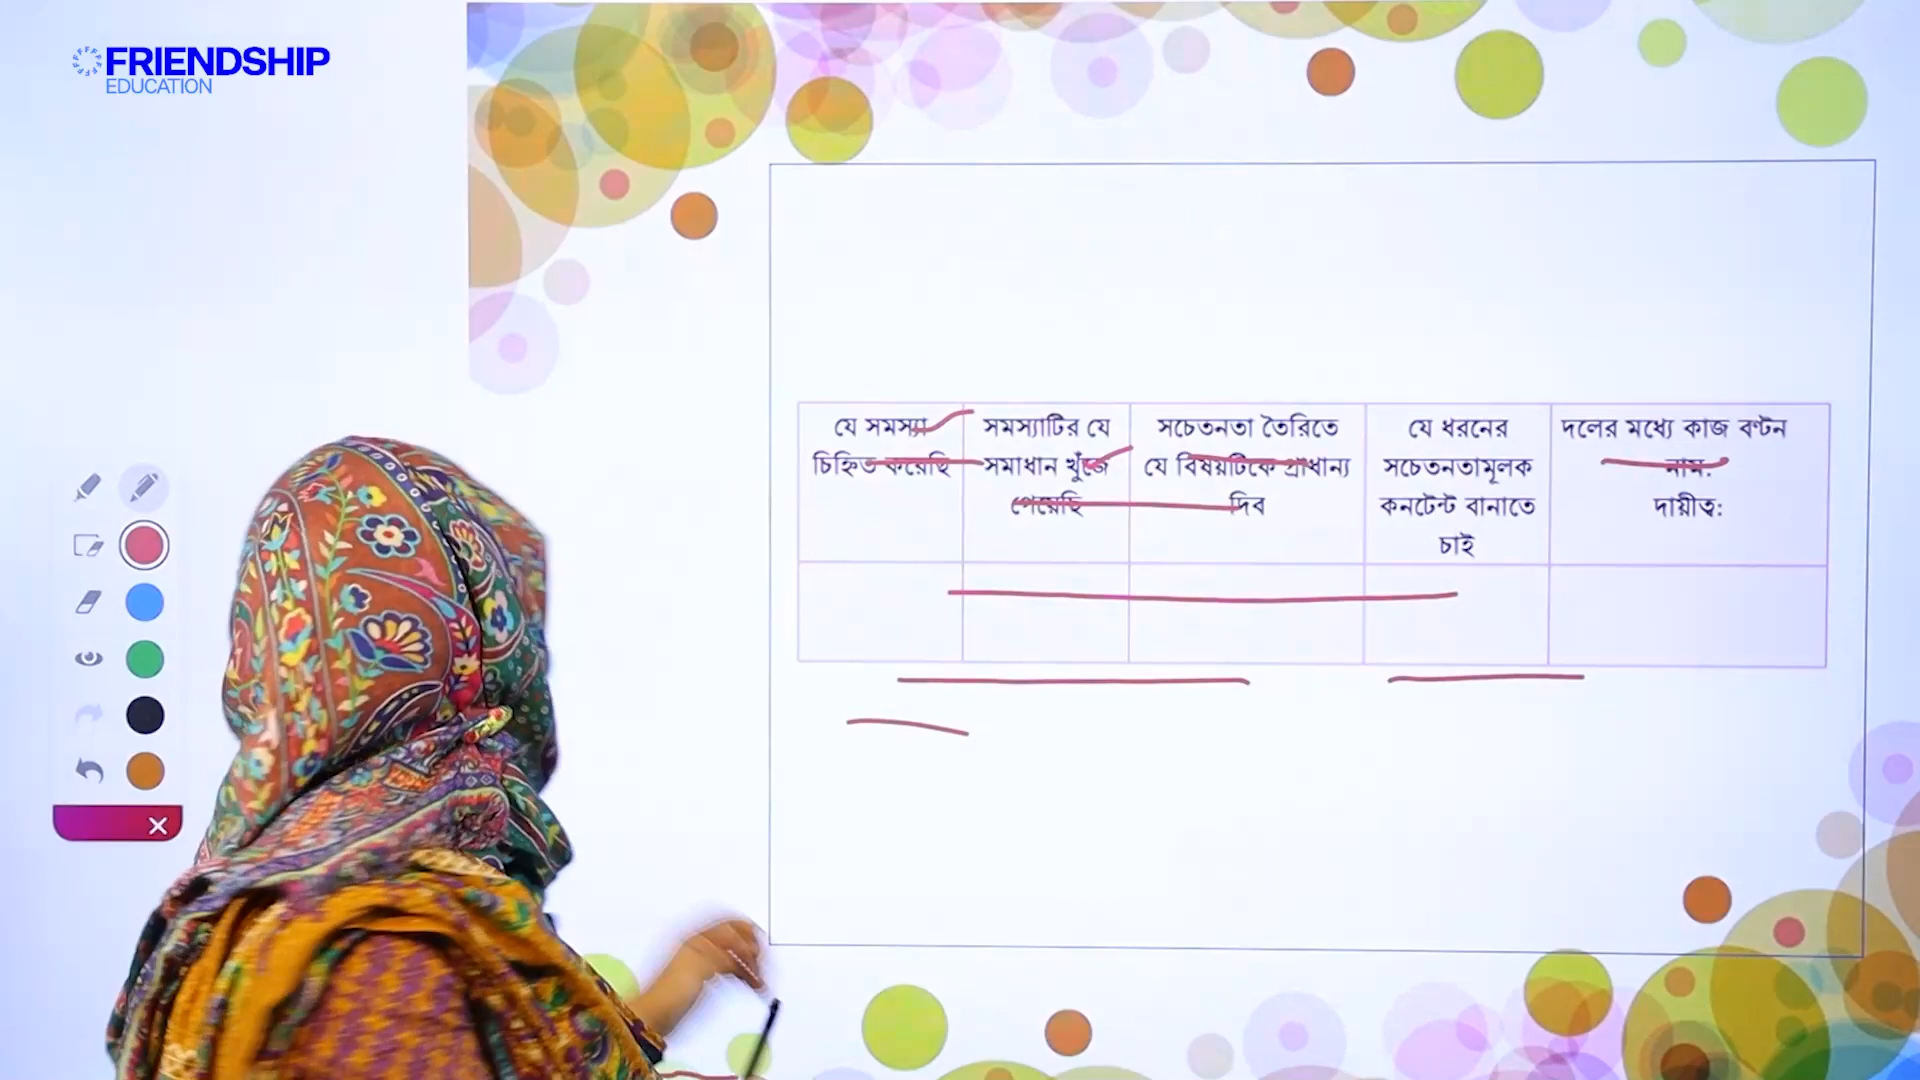 FRIENDSHIP
EDUCATION
যে সমস্যা
চিহ্নিত করেছি
সমস্যাটির যে
সমাধান খুঁজে
পেয়েছি
সচেতনতা তৈরিতে
যে বিষয়টিকে প্রাধান্য
দিব
যে ধরনের
সচেতনতামূলক
কনটেন্ট বানাতে
চাই
দলের মধ্যে কাজ বণ্টন
নাম:
দায়ীত্ব: